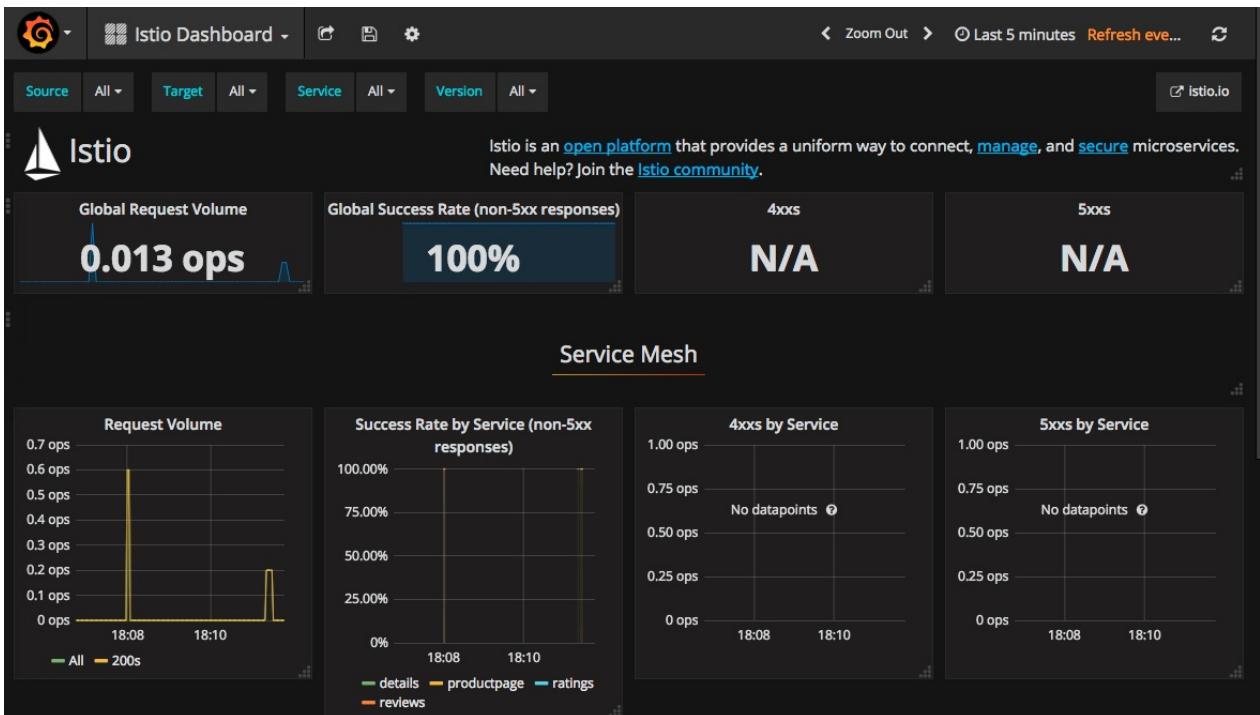 Istio Dashboard
Zoom Out
Last 5 minutes Refresh eve...
Source All Target All Service All Version All
istio.io
Istio
Istio is an open platform that provides a uniform way to connect, manage, and secure microservices.
Need help? Join the Istio community.
Global Request Volume
0.013 ops
Global Success Rate (non-5xx responses)
100%
4xxs
N/A
5xxs
N/A
Service Mesh
Request Volume
0.7 ops
0.6 ops
0.5 ops
0.4 ops
0.3 ops
0.2 ops
0.1 ops
0 ops
18:08 18:10
All 200s
Success Rate by Service (non-5xx
responses)
100.00%
75.00%
50.00%
25.00%
0%
18:08 18:10
details productpage ratings
reviews
4xxs by Service
1.00 ops
0.75 ops
No datapoints
0.50 ops
0.25 ops
0 ops
18:08 18:10
5xxs by Service
1.00 ops
0.75 ops
No datapoints
0.50 ops
0.25 ops
0 ops
18:08 18:10